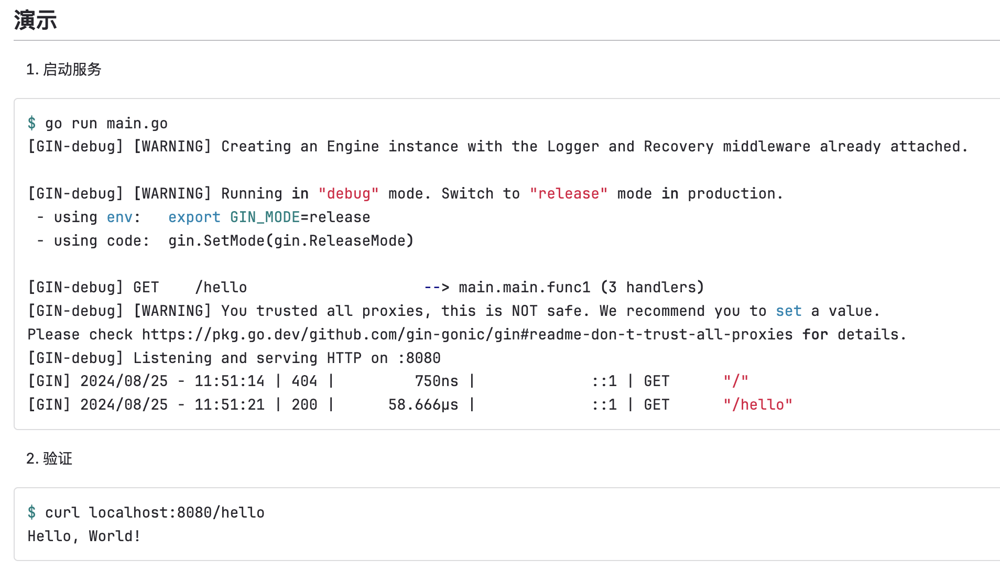 演示
1. 启动服务
$ go run main.go
[GIN-debug] [WARNING] Creating an Engine instance with the Logger and Recovery middleware already attached.
[GIN-debug] [WARNING] Running in "debug" mode. Switch to "release" mode in production.
 - using env:   export GIN_MODE=release
 - using code:  gin.SetMode(gin.ReleaseMode)
[GIN-debug] GET    /hello                    --> main.main.func1 (3 handlers)
[GIN-debug] [WARNING] You trusted all proxies, this is NOT safe. We recommend you to set a value.
Please check https://pkg.go.dev/github.com/gin-gonic/gin#readme-don-t-trust-all-proxies for details.
[GIN-debug] Listening and serving HTTP on :8080
[GIN] 2024/08/25 - 11:51:14 | 404 |         750ns |             ::1 | GET      "/"
[GIN] 2024/08/25 - 11:51:21 | 200 |      58.666µs |             ::1 | GET      "/hello"
2. 验证
$ curl localhost:8080/hello
Hello, World!